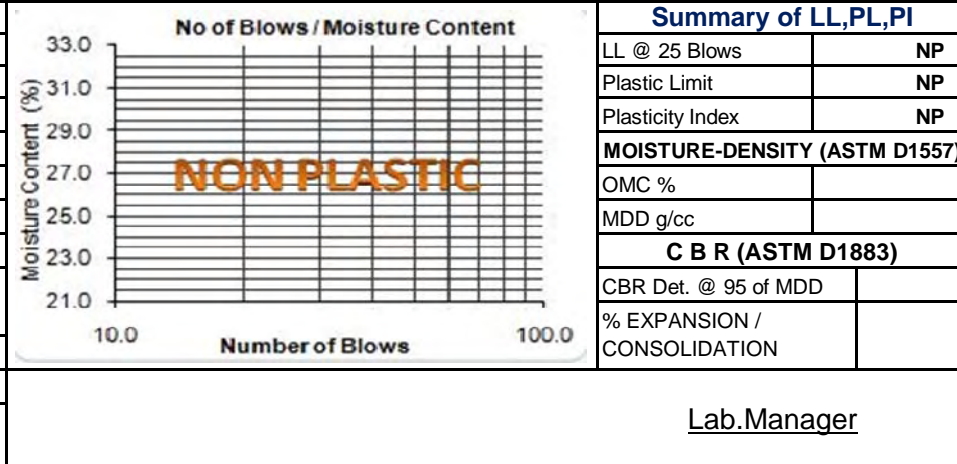 No of Blows / Moisture Content
33.0
31.0
29.0
27.0
25.0
23.0
21.0
Moisture Content (%)
NON PLASTIC
10.0
100.0
Number of Blows
Summary of LL,PL,PI
LL @ 25 Blows NP
Plastic Limit NP
Plasticity Index NP
MOISTURE-DENSITY (ASTM D1557)
OMC %
MDD g/cc
C B R (ASTM D1883)
CBR Det. @ 95 of MDD
% EXPANSION /
CONSOLIDATION
Lab.Manager